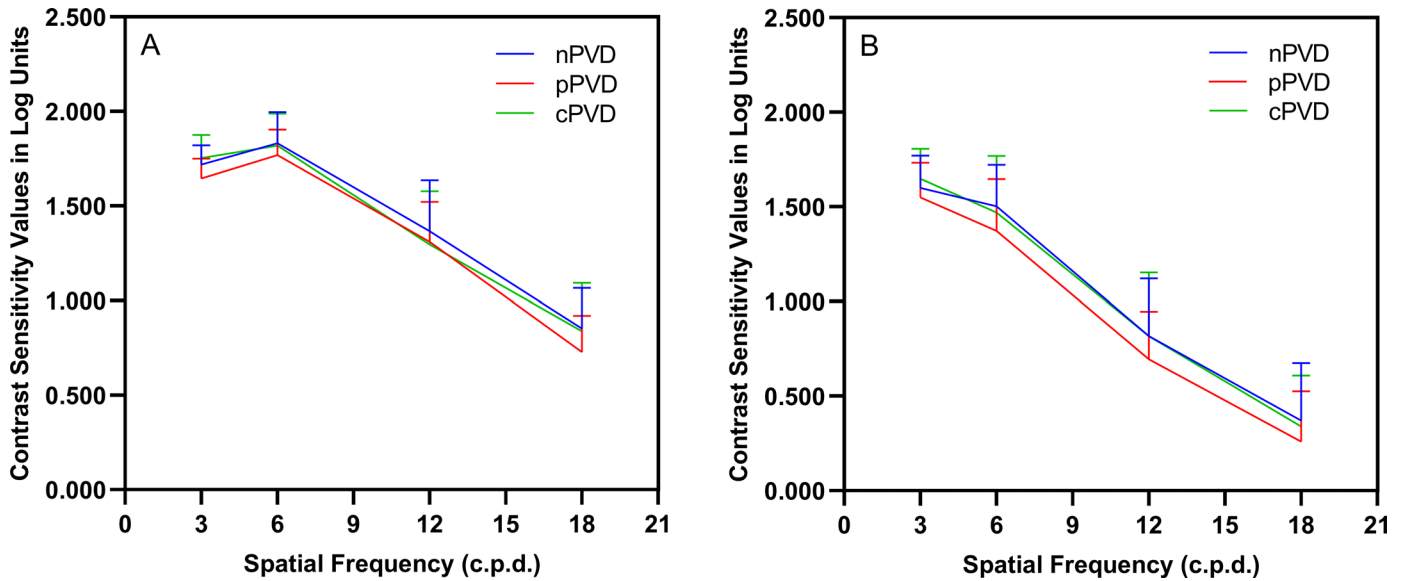 A
nPVD
pPVD
cPVD
Contrast Sensitivity Values in Log Units
2.500
2.000
1.500
1.000
0.500
0.000
0 3 6 9 12 15 18 21
Spatial Frequency (c.p.d.)
B
nPVD
pPVD
cPVD
Contrast Sensitivity Values in Log Units
2.500
2.000
1.500
1.000
0.500
0.000
0 3 6 9 12 15 18 21
Spatial Frequency (c.p.d.)